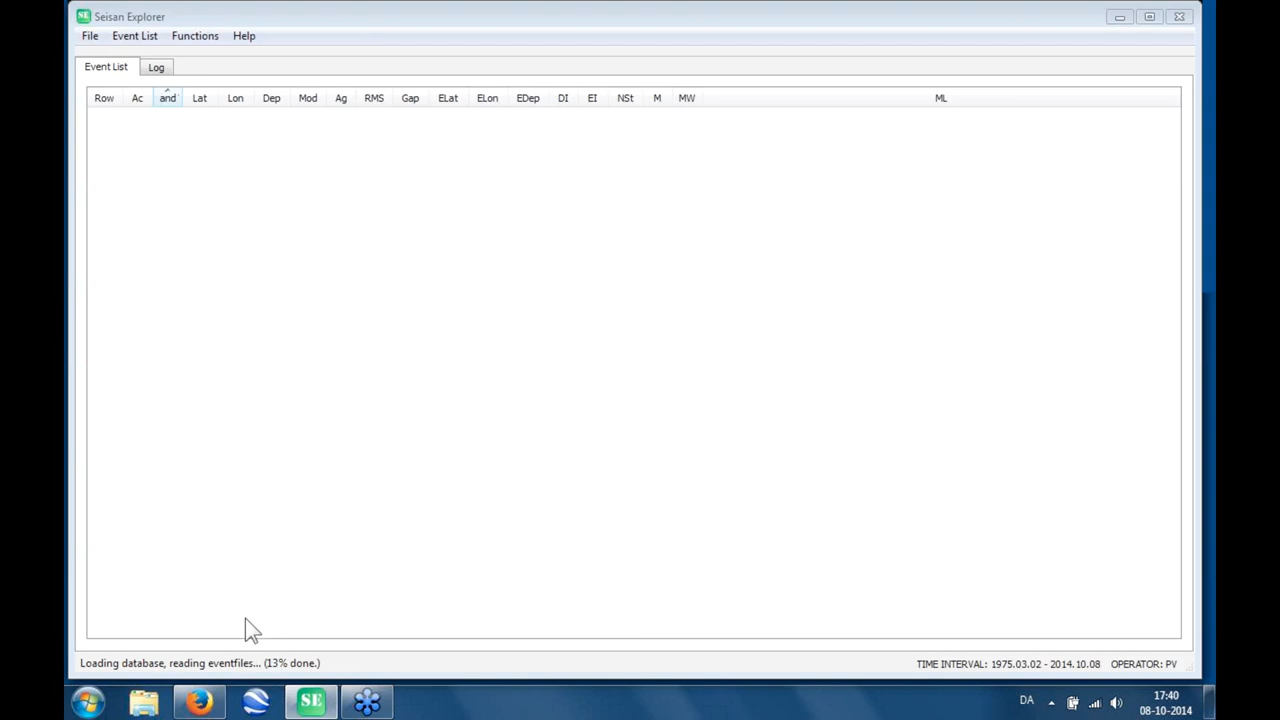 SE Seisan Explorer
File Event List Functions Help
Event List Log
Row Ac and Lat Lon Dep Mod Ag RMS Gap ELat ELon EDep DI EI NSt M MW ML
Loading database, reading eventfiles... (13% done.) TIME INTERVAL: 1975.03.02 - 2014.10.08 OPERATOR: PV
SE DA 17:40
08-10-2014